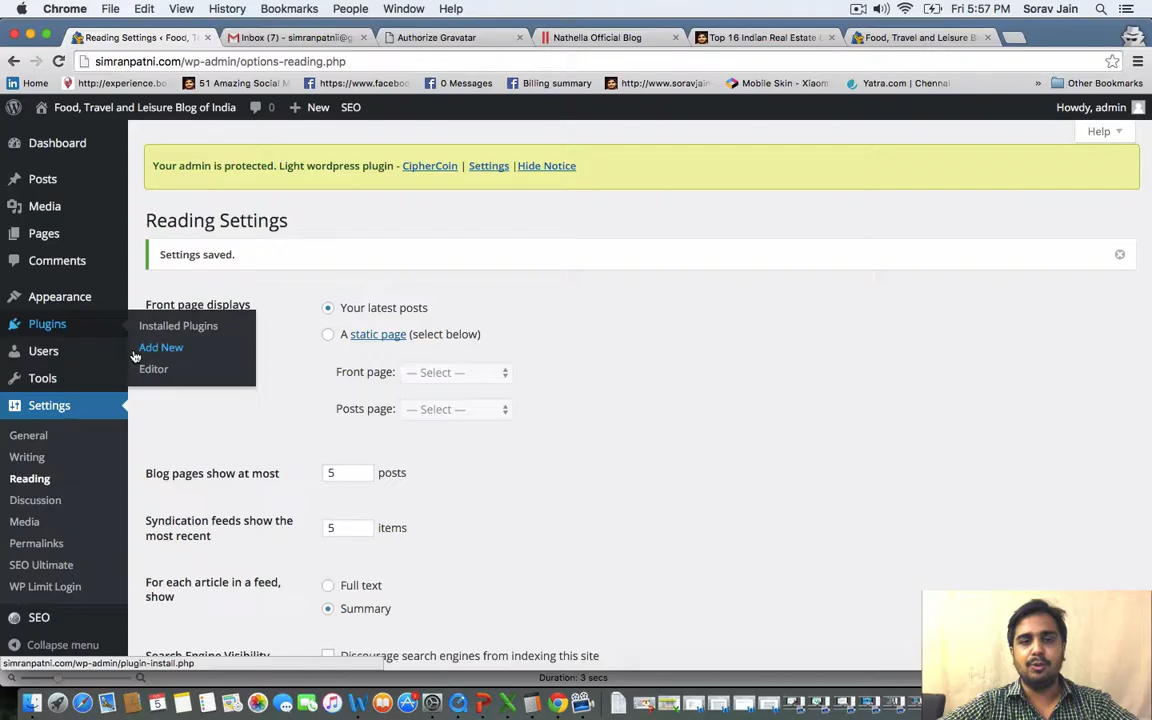 Chrome File Edit View History Bookmarks People Window Help Fri 5:57 PM Sorav Jain
Reading Settings ‹ Food, T Inbox (7) - simranpatnii@g Authorize Gravatar Nathella Official Blog Top 16 Indian Real Estate Food, Travel and Leisure B
simranpatni.com/wp-admin/options-reading.php
Home http://experience.bo 51 Amazing Social M https://www.faceboo 0 Messages Billing summary http://www.soravjain Mobile Skin - Xiaom Yatra.com | Chennai » Other Bookmarks
Food, Travel and Leisure Blog of India 0 New SEO Howdy, admin
Help
Dashboard
Your admin is protected. Light wordpress plugin - CipherCoin | Settings |Hide Notice
Posts
Media
Pages
Comments
Appearance
Plugins
Users
Tools
Settings
General
Writing
Reading
Discussion
Media
Permalinks
SEO Ultimate
WP Limit Login
SEO
Collapse menu
Installed Plugins
Add New
Editor
Reading Settings
Settings saved.
Front page displays
Your latest posts
A static page (select below)
Front page: — Select —
Posts page: — Select —
Blog pages show at most 5 posts
Syndication feeds show the most recent 5 items
For each article in a feed, show
Full text
Summary
Search Engine Visibility Discourage search engines from indexing this site
simranpatni.com/wp-admin/plugin-install.php
Duration: 3 secs